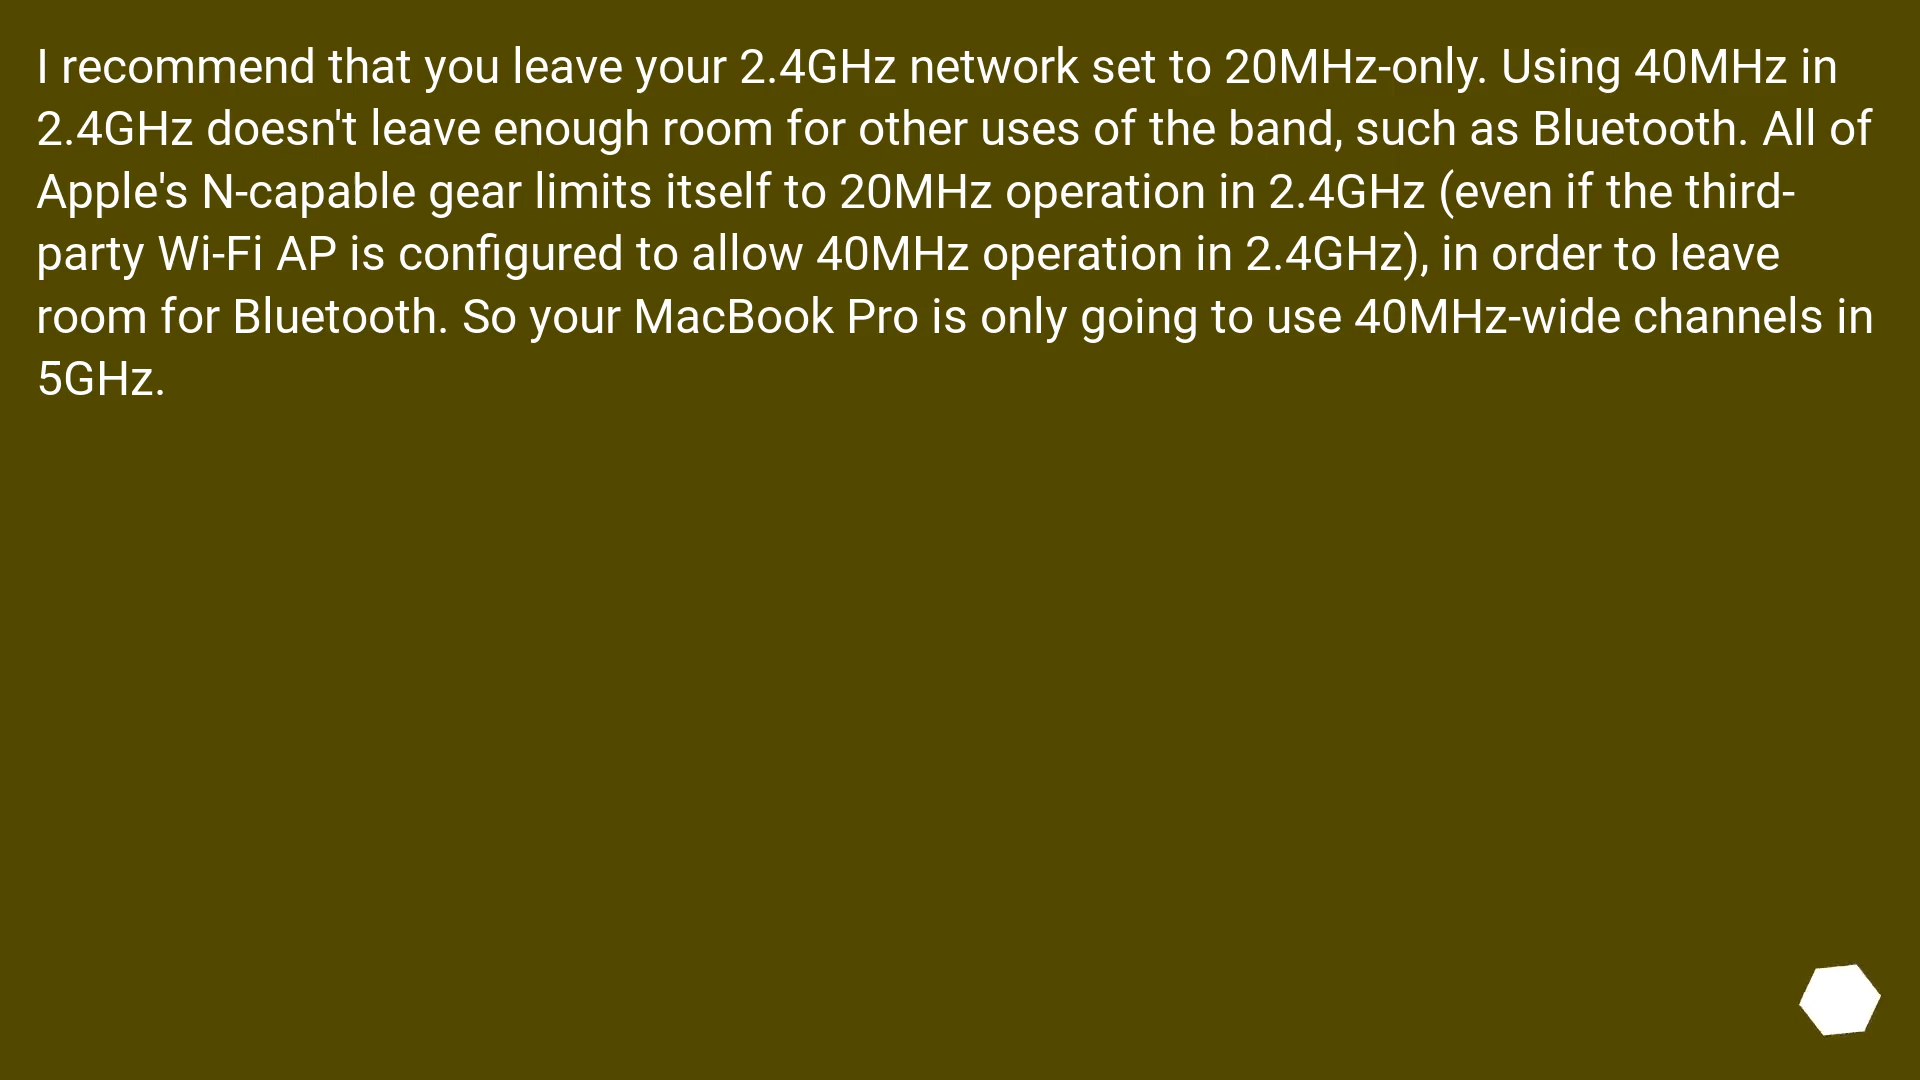 I recommend that you leave your 2.4GHz network set to 20MHz-only. Using 40MHz in
2.4GHz doesn't leave enough room for other uses of the band, such as Bluetooth. All of
Apple's N-capable gear limits itself to 20MHz operation in 2.4GHz (even if the third-
party Wi-Fi AP is configured to allow 40MHz operation in 2.4GHz), in order to leave
room for Bluetooth. So your MacBook Pro is only going to use 40MHz-wide channels in
5GHz.